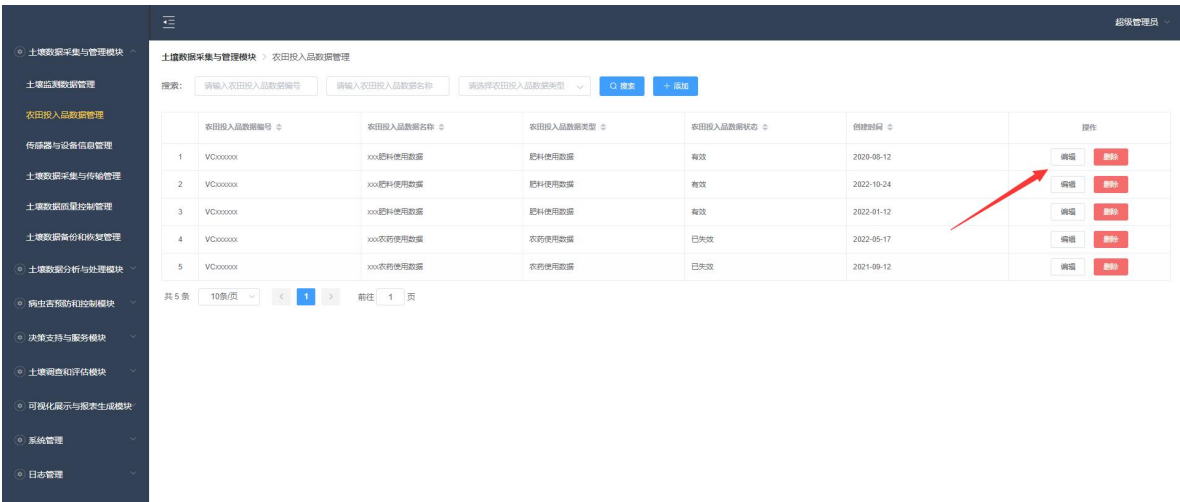 超级管理员
土壤数据采集与管理模块
土壤监测数据管理
农田投入品数据管理
传感器与设备信息管理
土壤数据采集与传输管理
土壤数据质量控制管理
土壤数据备份和恢复管理
土壤数据分析与处理模块
病虫害预防和控制模块
决策支持与服务模块
土壤调查和评估模块
可视化展示与报表生成模块
系统管理
日志管理
土壤数据采集与管理模块 > 农田投入品数据管理
搜索: 请输入农田投入品数据编号 请输入农田投入品数据名称 请选择农田投入品数据类型 搜索 + 添加
农田投入品数据编号 农田投入品数据名称 农田投入品数据类型 农田投入品数据状态 创建时间 操作
1 VCxxxxxx xxx肥料使用数据 肥料使用数据 有效 2020-08-12 编辑 删除
2 VCxxxxxx xxx肥料使用数据 肥料使用数据 有效 2022-10-24 编辑 删除
3 VCxxxxxx xxx肥料使用数据 肥料使用数据 有效 2022-01-12 编辑 删除
4 VCxxxxxx xxx农药使用数据 农药使用数据 已失效 2022-05-17 编辑 删除
5 VCxxxxxx xxx农药使用数据 农药使用数据 已失效 2021-09-12 编辑 删除
共 5 条 10条/页 < 1 > 前往 1 页